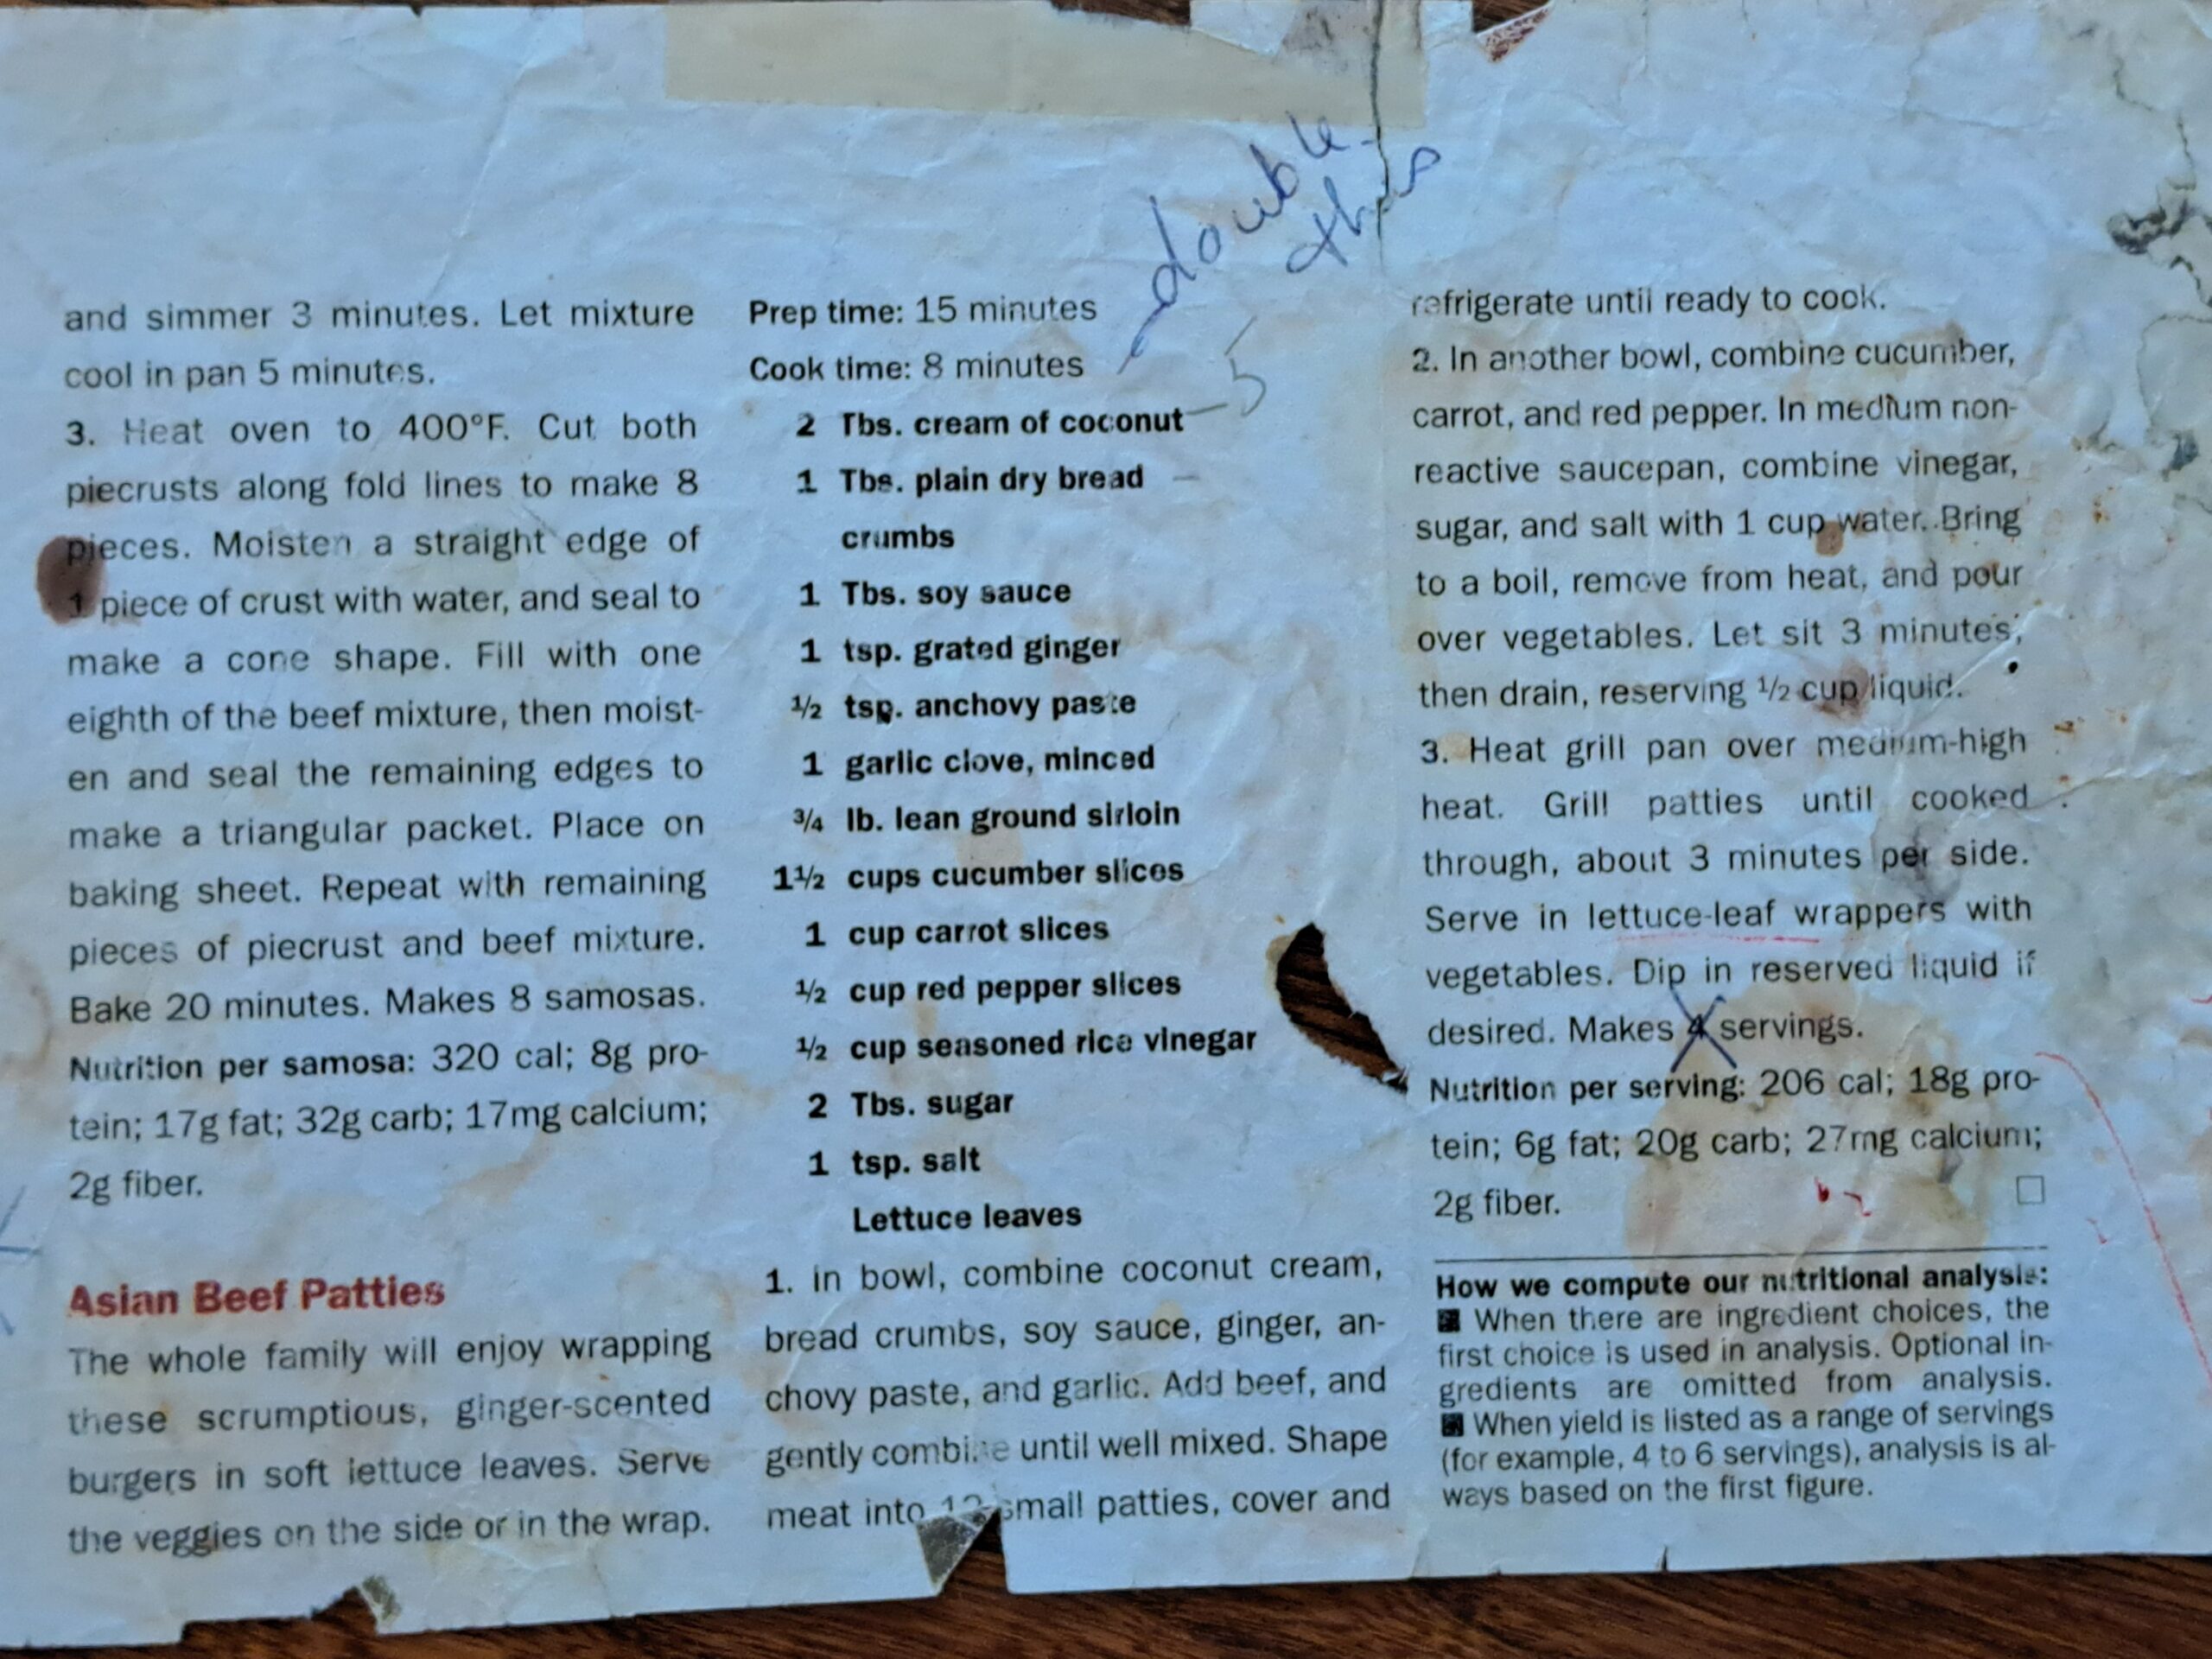 double
this
and simmer 3 minutes. Let mixture
cool in pan 5 minutes.
3. Heat oven to 400°F. Cut both
piecrusts along fold lines to make 8
pieces. Moisten a straight edge of
1 piece of crust with water, and seal to
make a cone shape. Fill with one
eighth of the beef mixture, then moist-
en and seal the remaining edges to
make a triangular packet. Place on
baking sheet. Repeat with remaining
pieces of piecrust and beef mixture.
Bake 20 minutes. Makes 8 samosas.
Nutrition per samosa: 320 cal; 8g pro-
tein; 17g fat; 32g carb; 17mg calcium;
2g fiber.
Asian Beef Patties
The whole family will enjoy wrapping
these scrumptious, ginger-scented
burgers in soft lettuce leaves. Serve
the veggies on the side or in the wrap.
Prep time: 15 minutes
Cook time: 8 minutes
2 Tbs. cream of coconut - 5
1 Tbs. plain dry bread
crumbs
1 Tbs. soy sauce
1 tsp. grated ginger
1/2 tsp. anchovy paste
1 garlic clove, minced
3/4 lb. lean ground sirloin
1 1/2 cups cucumber slices
1 cup carrot slices
1/2 cup red pepper slices
1/2 cup seasoned rice vinegar
2 Tbs. sugar
1 tsp. salt
Lettuce leaves
1. In bowl, combine coconut cream,
bread crumbs, soy sauce, ginger, an-
chovy paste, and garlic. Add beef, and
gently combine until well mixed. Shape
meat into 12 small patties, cover and
refrigerate until ready to cook.
2. In another bowl, combine cucumber,
carrot, and red pepper. In medium non-
reactive saucepan, combine vinegar,
sugar, and salt with 1 cup water. Bring
to a boil, remove from heat, and pour
over vegetables. Let sit 3 minutes,
then drain, reserving 1/2 cup liquid.
3. Heat grill pan over medium-high
heat. Grill patties until cooked
through, about 3 minutes per side.
Serve in lettuce-leaf wrappers with
vegetables. Dip in reserved liquid if
desired. Makes 4 servings.
Nutrition per serving: 206 cal; 18g pro-
tein; 6g fat; 20g carb; 27mg calcium;
2g fiber.
How we compute our nutritional analysis:
■ When there are ingredient choices, the
first choice is used in analysis. Optional in-
gredients are omitted from analysis.
■ When yield is listed as a range of servings
(for example, 4 to 6 servings), analysis is al-
ways based on the first figure.